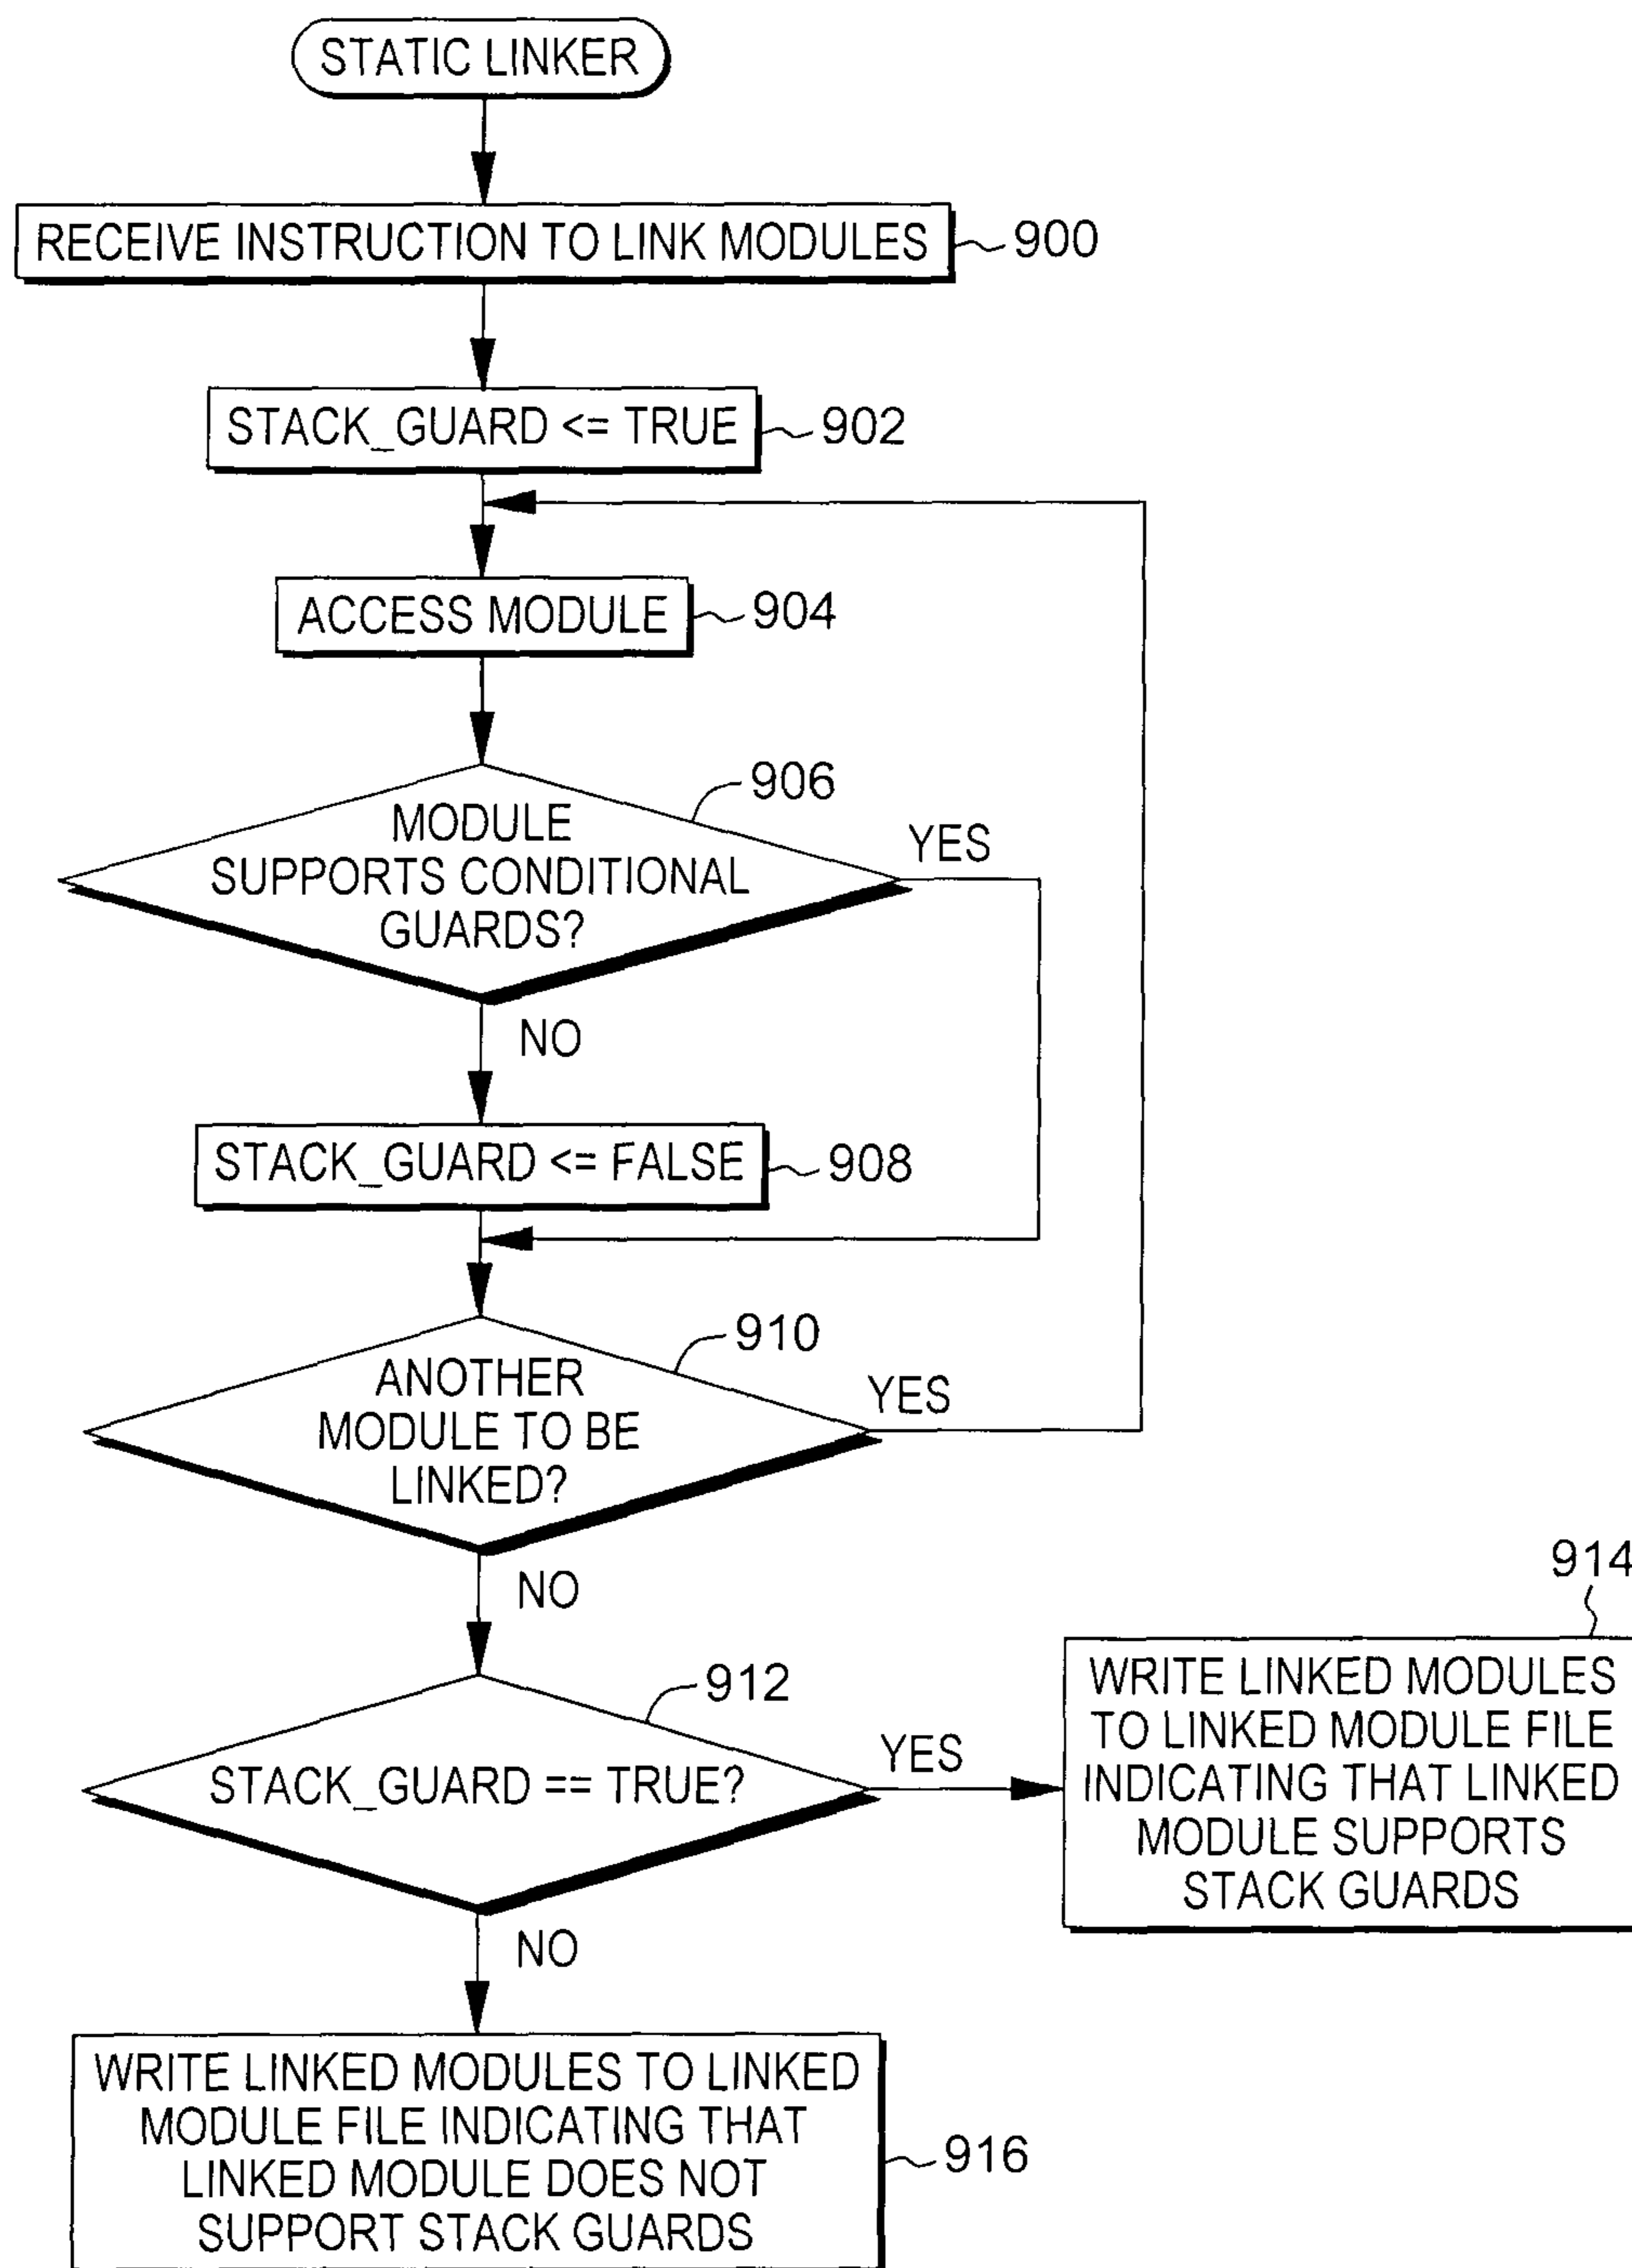 STATIC LINKER
RECEIVE INSTRUCTION TO LINK MODULES
900
STACK_GUARD <= TRUE
902
ACCESS MODULE
904
906
MODULE
SUPPORTS CONDITIONAL
GUARDS?
YES
NO
STACK_GUARD <= FALSE
908
910
ANOTHER
MODULE TO BE
LINKED?
YES
NO
912
STACK_GUARD == TRUE?
YES
914
WRITE LINKED MODULES
TO LINKED MODULE FILE
INDICATING THAT LINKED
MODULE SUPPORTS
STACK GUARDS
NO
WRITE LINKED MODULES TO LINKED
MODULE FILE INDICATING THAT
LINKED MODULE DOES NOT
SUPPORT STACK GUARDS
916